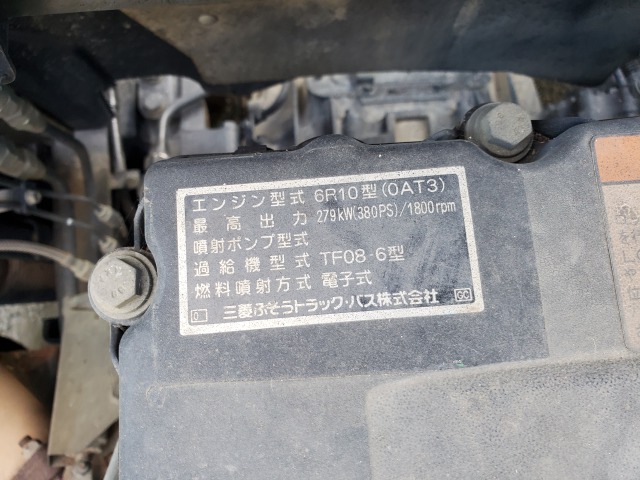 エンジン型式 6R10型(0AT3)
最高出力 279kW(380PS)/1800rpm
噴射ポンプ型式
過給機型式 TF08-6型
燃料噴射方式 電子式
0 三菱ふそうトラック・バス株式会社 GC